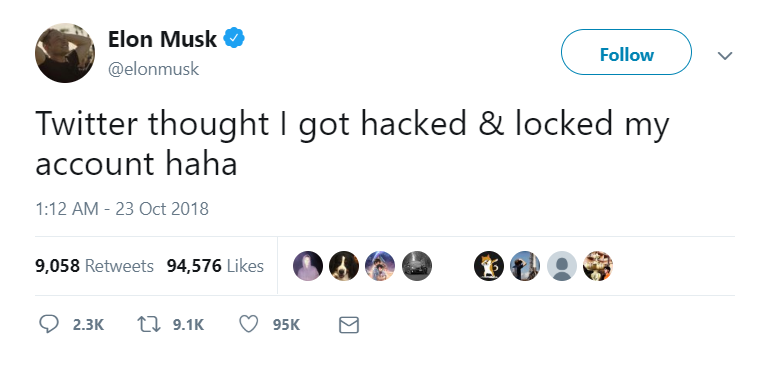 Elon Musk
@elonmusk
Follow
Twitter thought I got hacked & locked my
account haha
1:12 AM - 23 Oct 2018
9,058 Retweets 94,576 Likes
2.3K 9.1K 95K